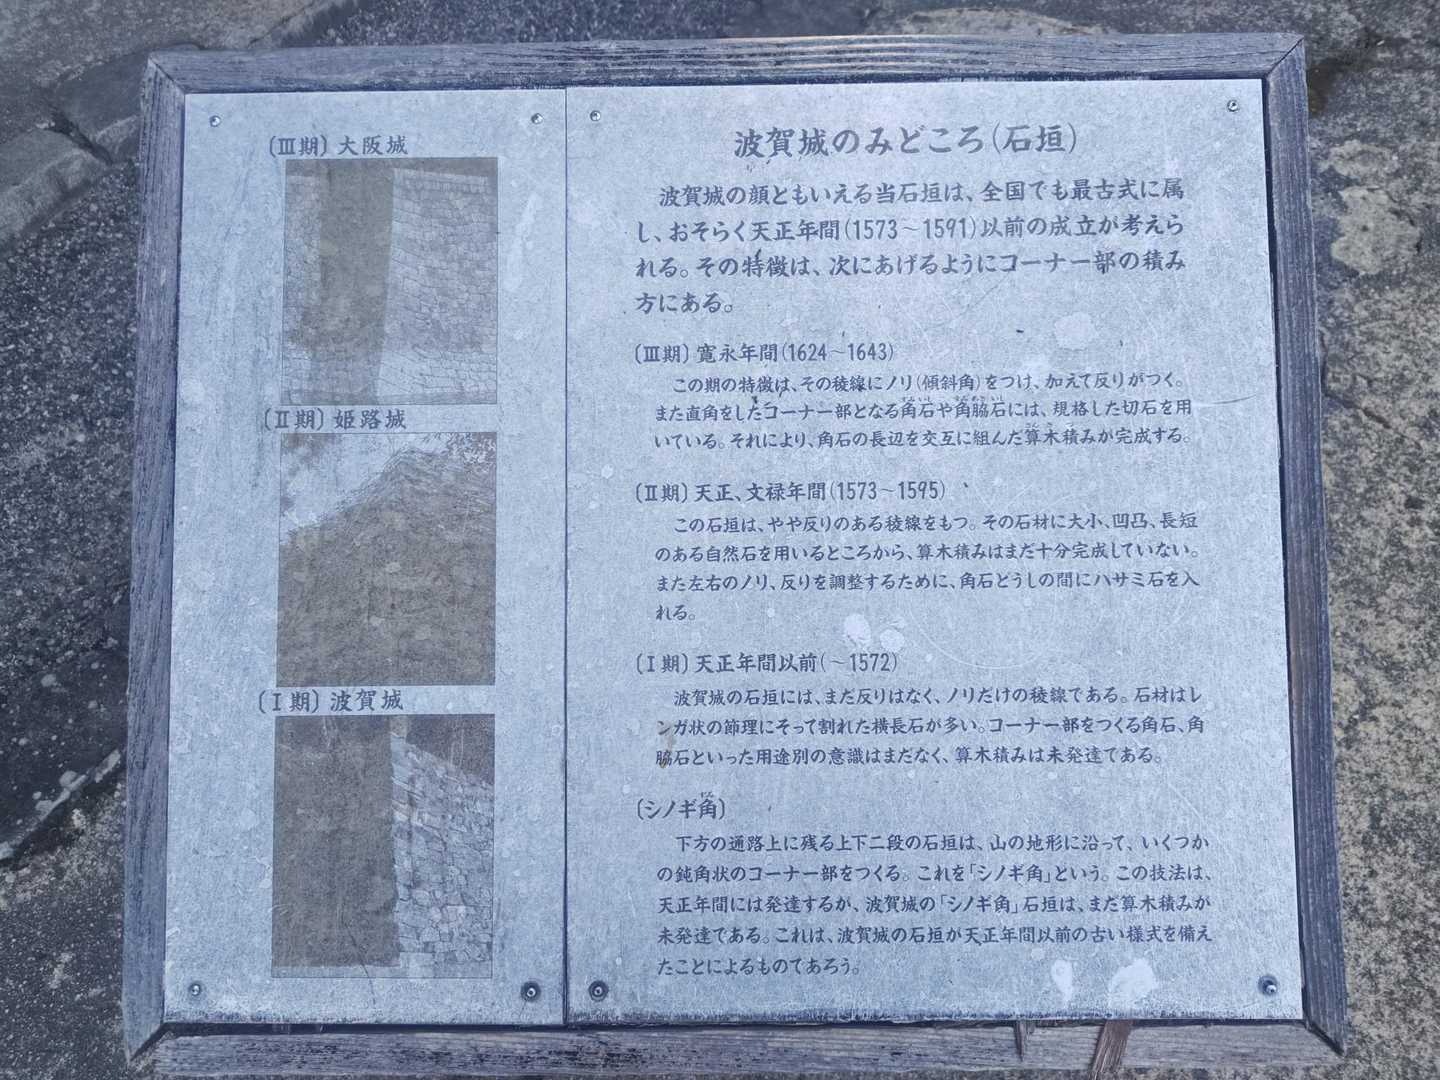 〔Ⅲ期〕大阪城
〔Ⅱ期〕姫路城
〔Ⅰ期〕波賀城
波賀城のみどころ(石垣)
波賀城の顔ともいえる当石垣は、全国でも最古式に属
し、おそらく天正年間(1573～1591)以前の成立が考えら
れる。その特徴は、次にあげるようにコーナー部の積み
方にある。
〔Ⅲ期〕寛永年間(1624～1643)
この期の特徴は、その稜線にノリ(傾斜角)をつけ、加えて反りがつく。
また直角をしたコーナー部となる角石や角脇石には、規格した切石を用
いている。それにより、角石の長辺を交互に組んだ算木積みが完成する。
〔Ⅱ期〕天正、文禄年間(1573～1595)
この石垣は、やや反りのある稜線をもつ。その石材に大小、凹凸、長短
のある自然石を用いるところから、算木積みはまだ十分完成していない。
また左右のノリ、反りを調整するために、角石どうしの間にハサミ石を入
れる。
〔Ⅰ期〕天正年間以前(～1572)
波賀城の石垣には、まだ反りはなく、ノリだけの稜線である。石材はレ
ンガ状の節理にそって割れた横長石が多い。コーナー部をつくる角石、角
脇石といった用途別の意識はまだなく、算木積みは未発達である。
〔シノギ角〕
下方の通路上に残る上下二段の石垣は、山の地形に沿って、いくつか
の鈍角状のコーナー部をつくる。これを「シノギ角」という。この技法は、
天正年間には発達するが、波賀城の「シノギ角」石垣は、まだ算木積みが
未発達である。これは、波賀城の石垣が天正年間以前の古い様式を備え
たことによるものであろう。